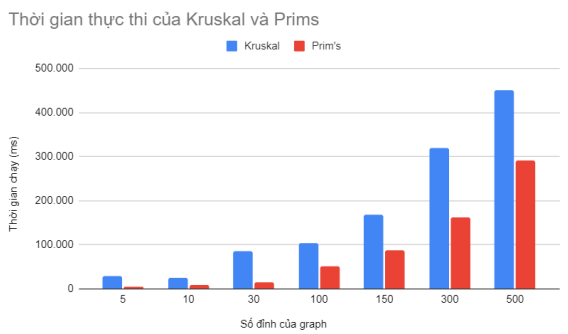 Thời gian thực thi của Kruskal và Prims
Kruskal Prim's
500.000
400.000
300.000
200.000
100.000
0
Thời gian chạy (ms)
5 10 30 100 150 300 500
Số đỉnh của graph